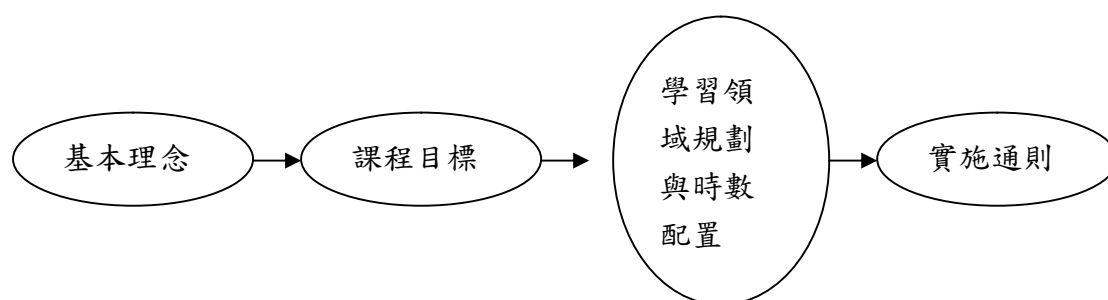 基本理念
課程目標
學習領
域規劃
與時數
配置
實施通則